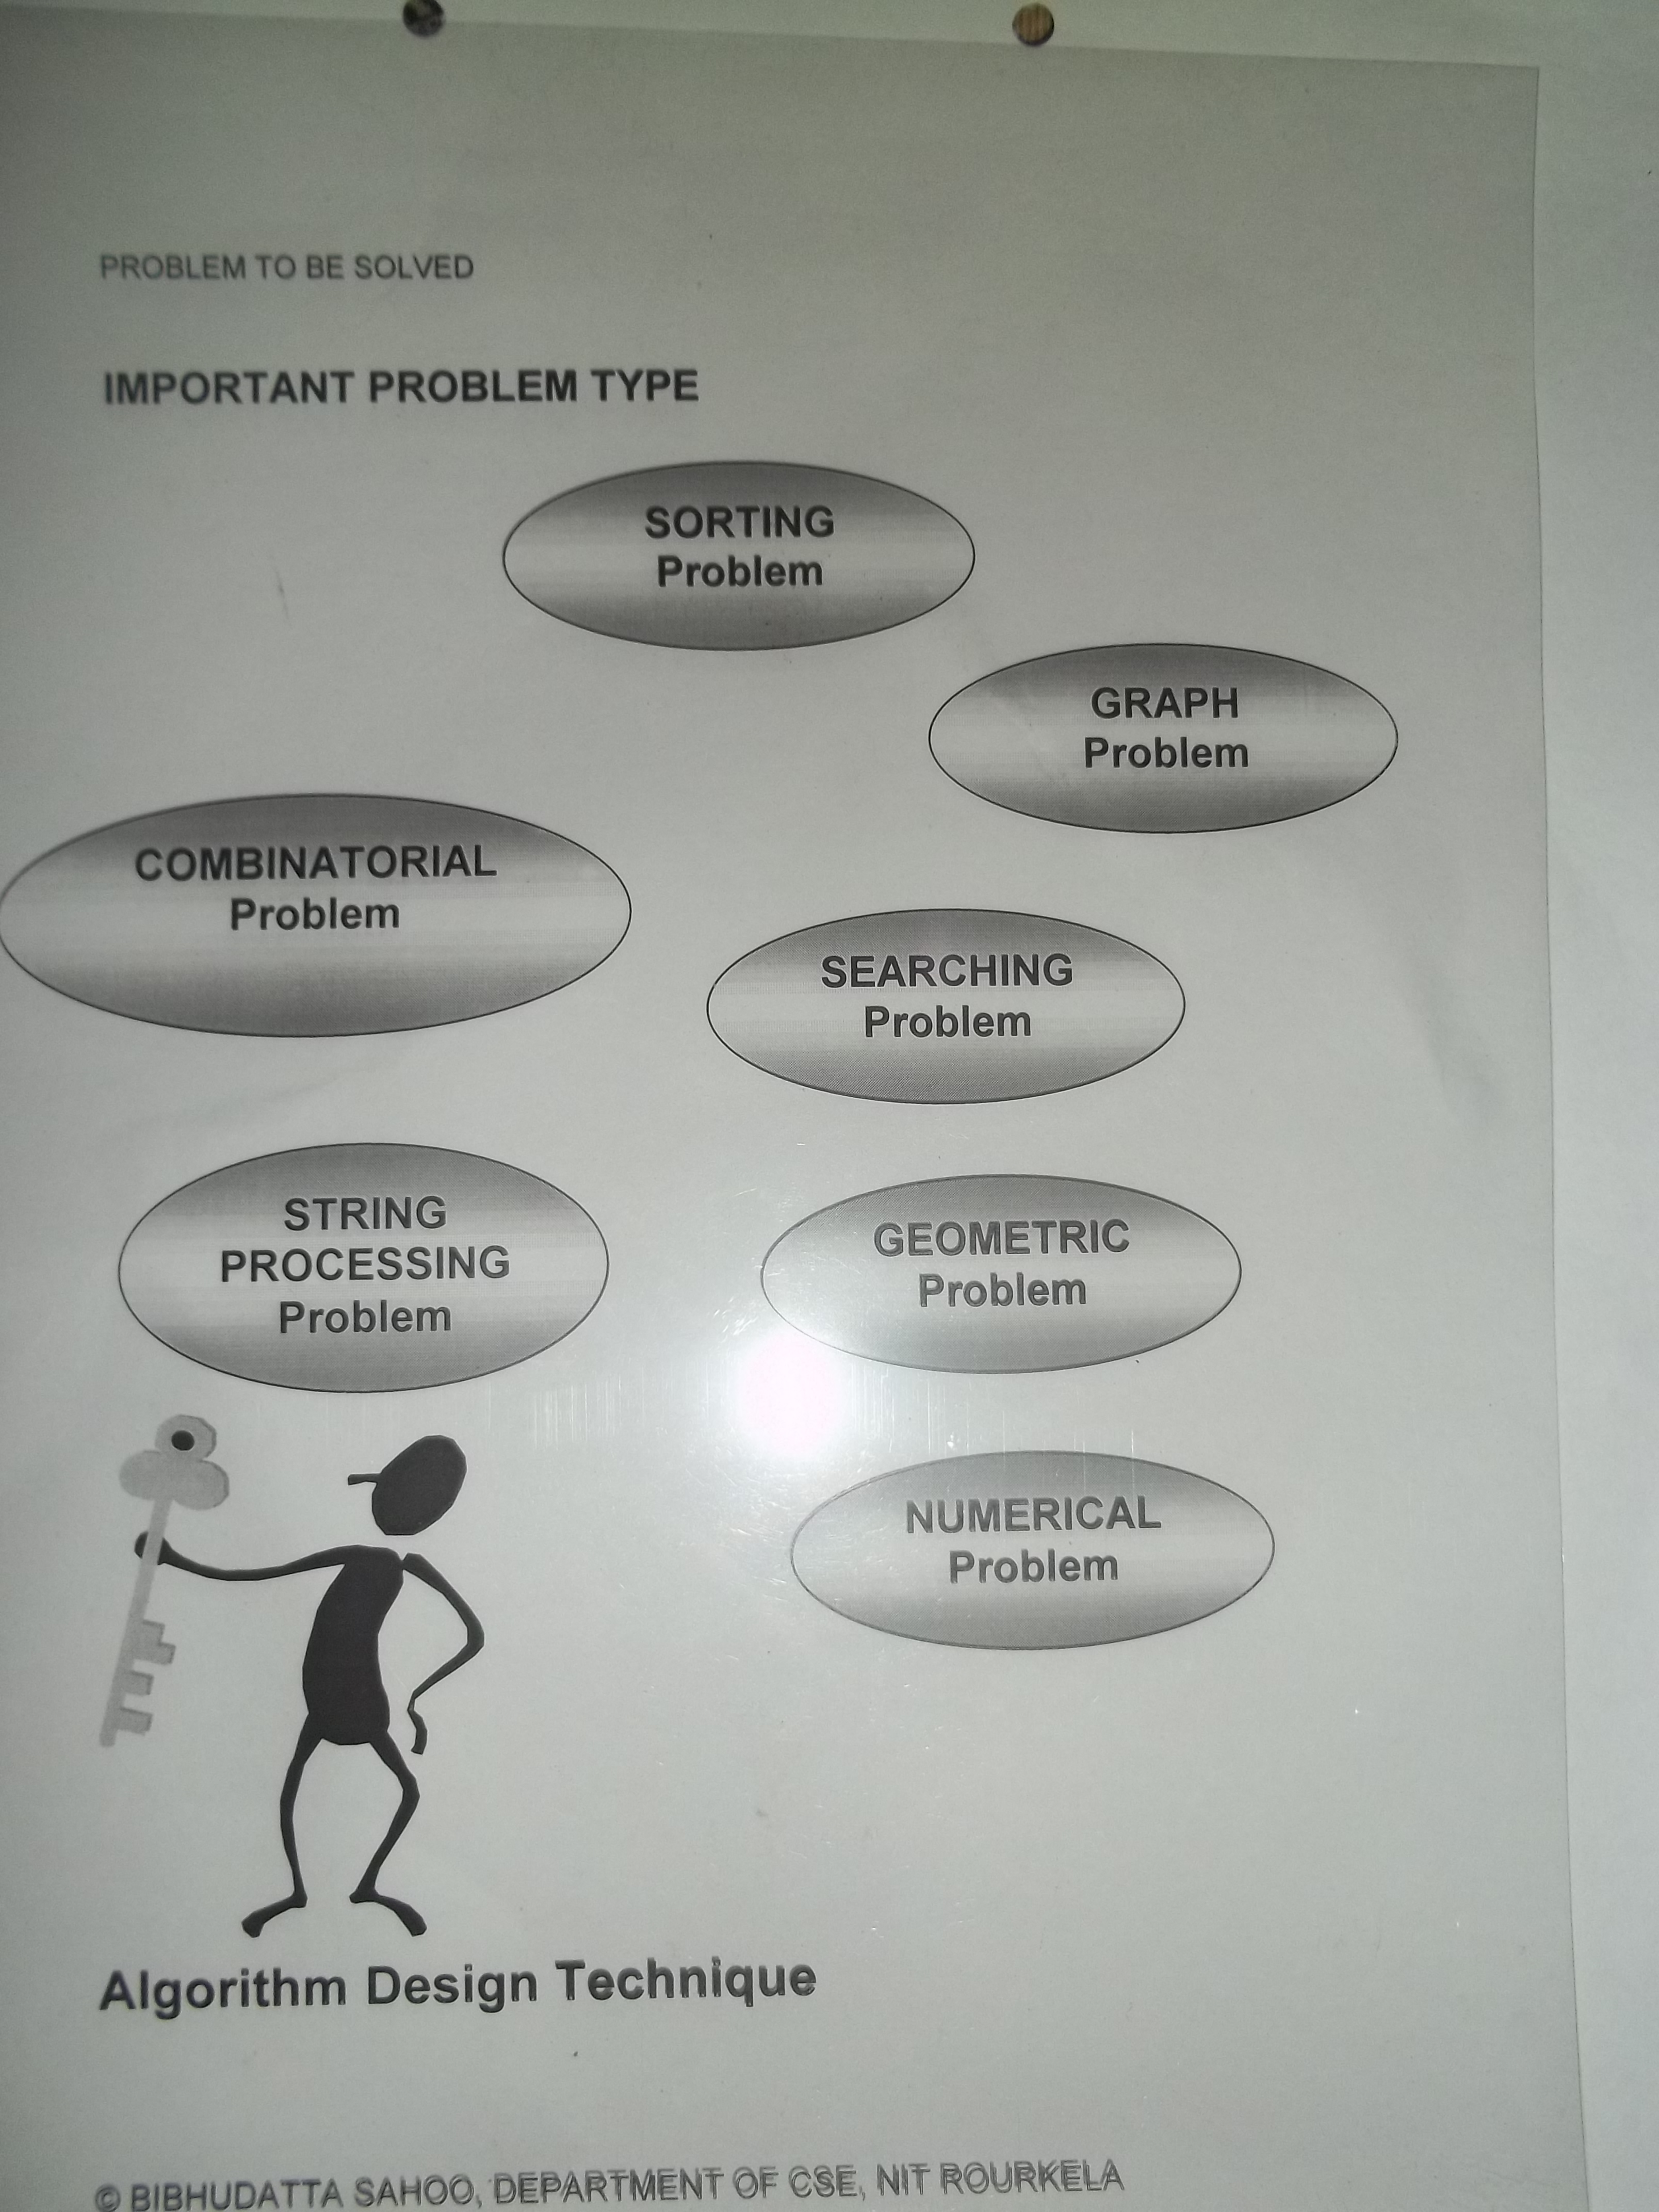 PROBLEM TO BE SOLVED
IMPORTANT PROBLEM TYPE
SORTING
Problem
GRAPH
Problem
COMBINATORIAL
Problem
SEARCHING
Problem
STRING
PROCESSING
Problem
GEOMETRIC
Problem
NUMERICAL
Problem
Algorithm Design Technique
© BIBHUDATTA SAHOO, DEPARTMENT OF CSE, NIT ROURKELA